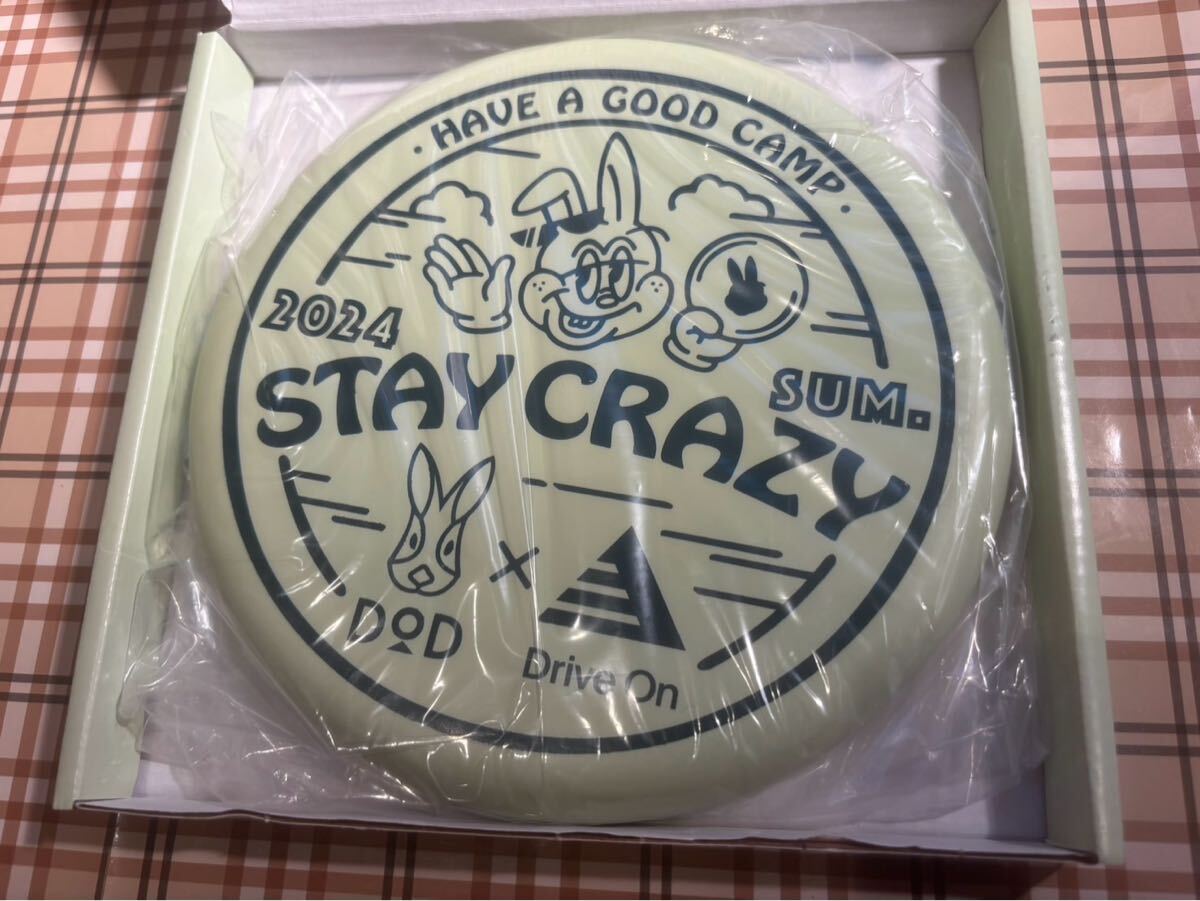 · HAVE A GOOD CAMP ·
2024
STAY CRAZY
SUM.
DOD
×
Drive On